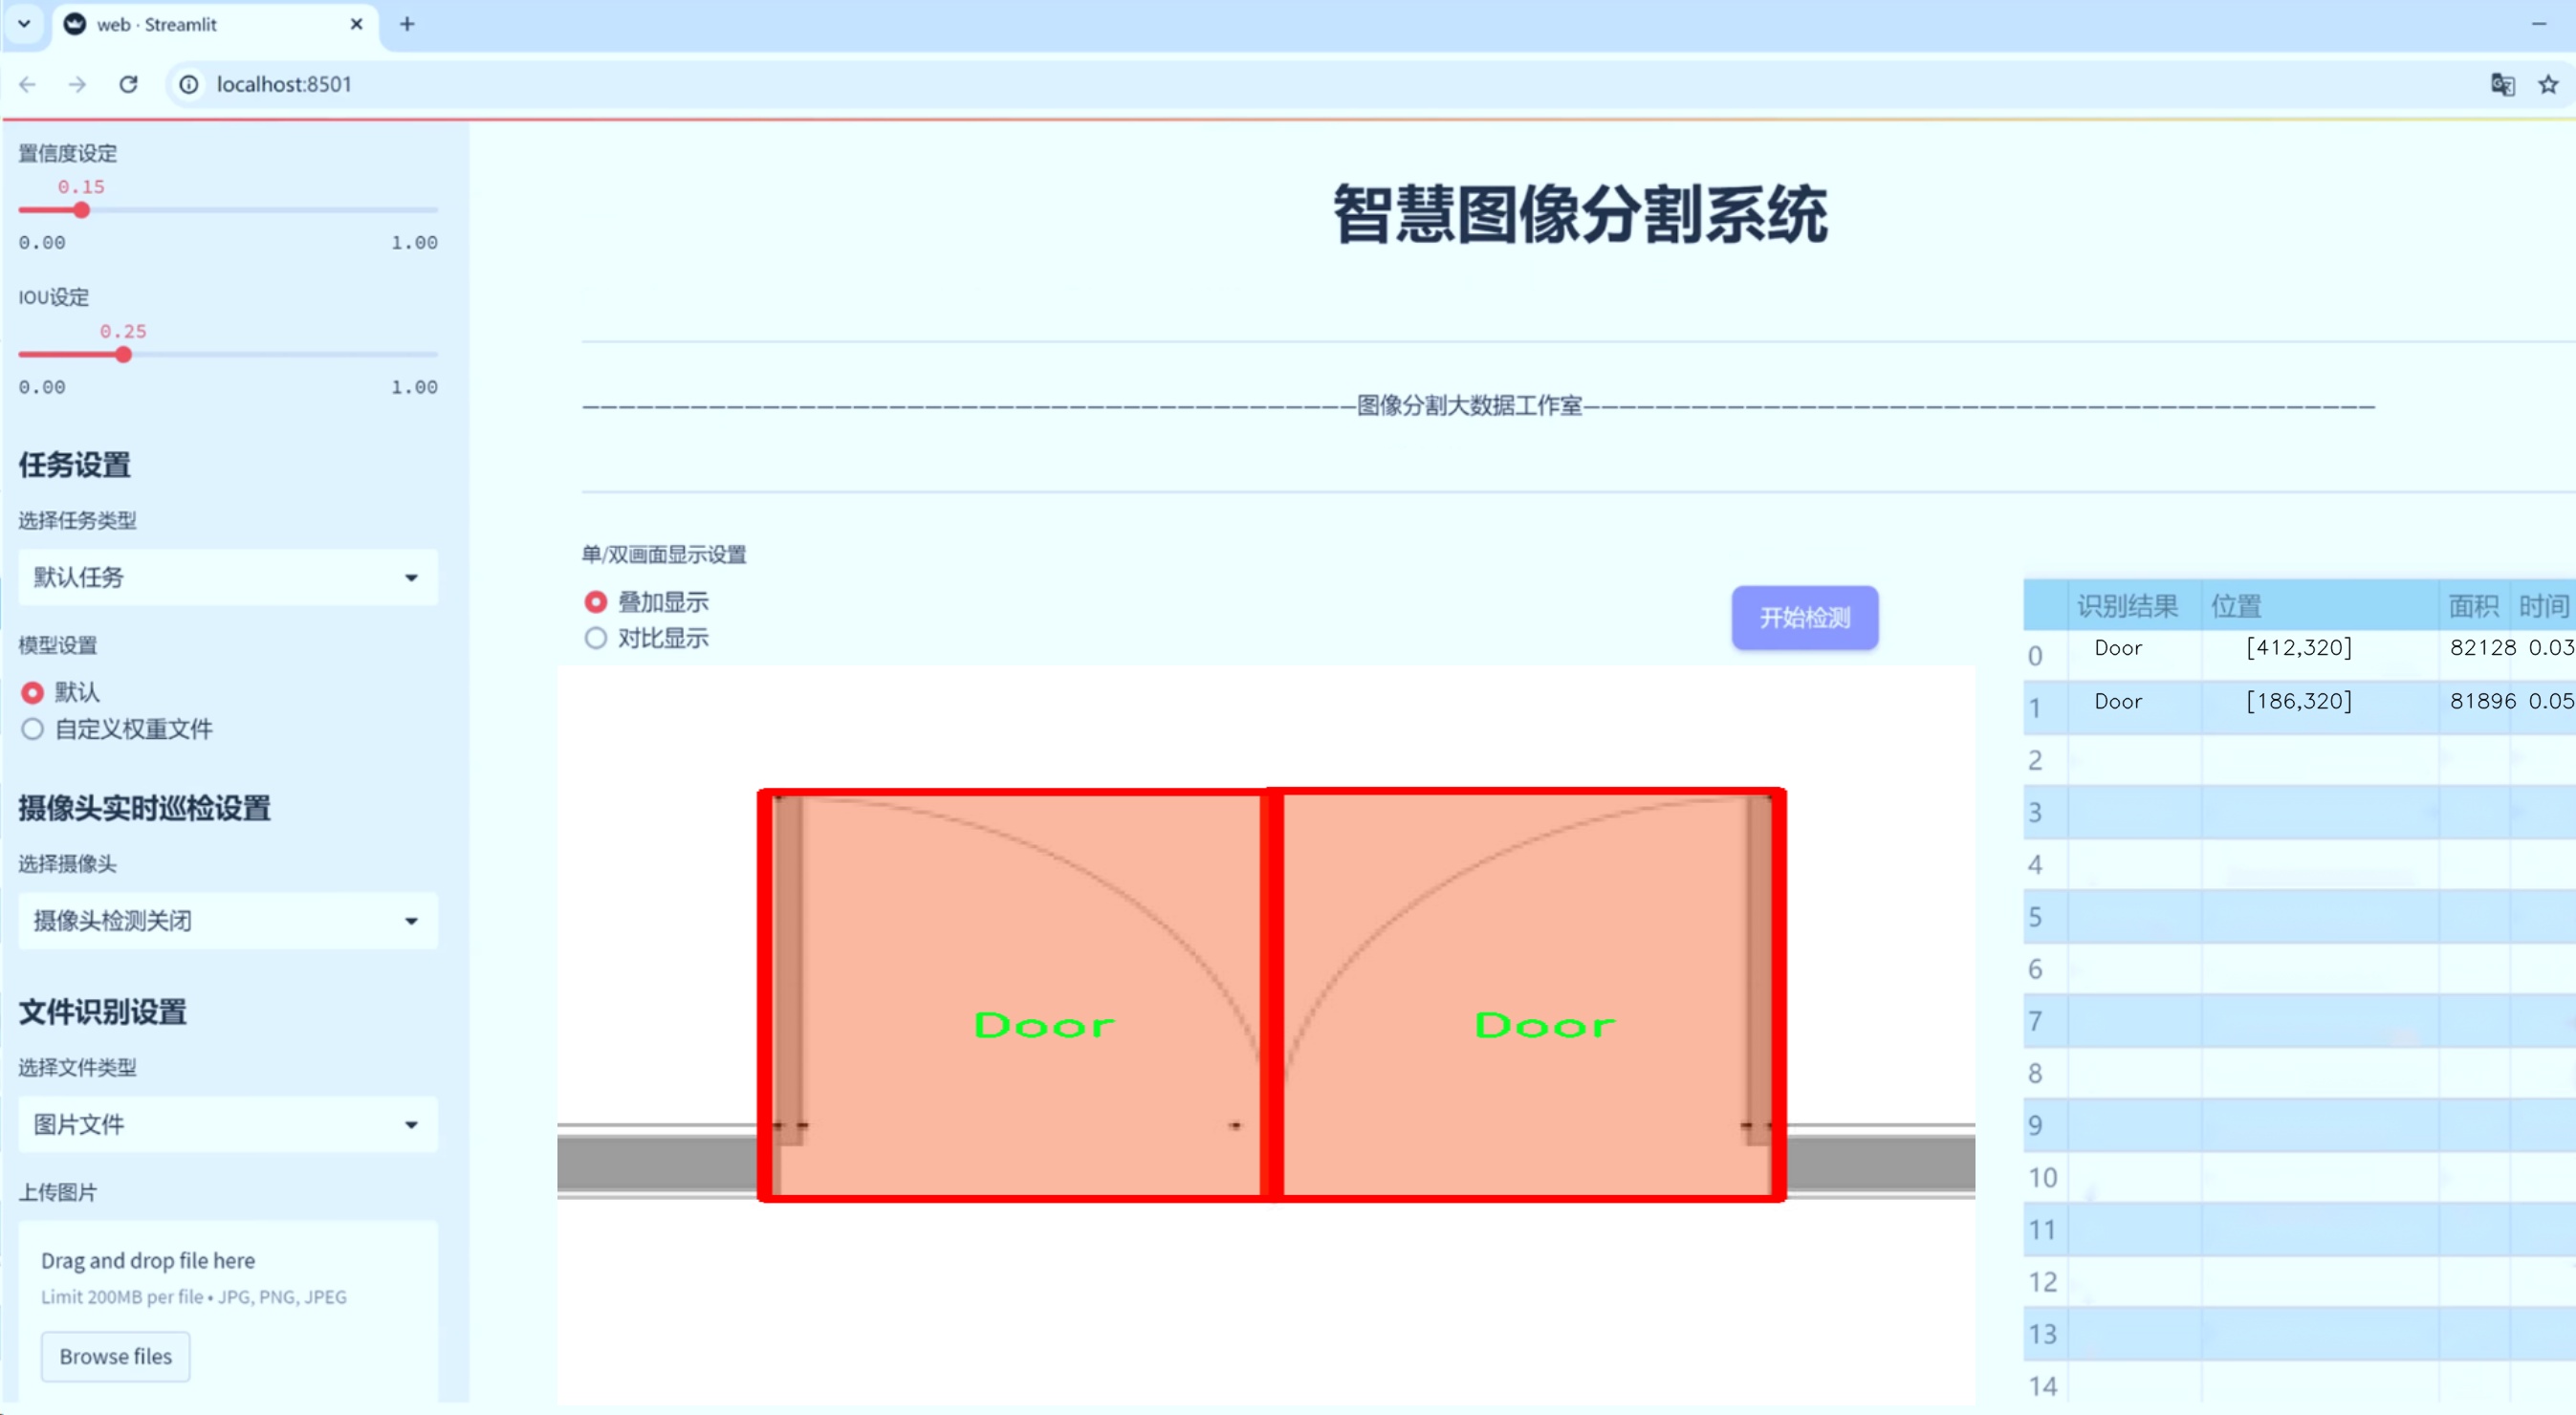 web · Streamlit
localhost:8501
置信度设定
0.15
0.00 1.00
IOU设定
0.25
0.00 1.00
任务设置
选择任务类型
默认任务
模型设置
默认
自定义权重文件
摄像头实时巡检设置
选择摄像头
摄像头检测关闭
文件识别设置
选择文件类型
图片文件
上传图片
Drag and drop file here
Limit 200MB per file • JPG, PNG, JPEG
Browse files
智慧图像分割系统
———————————————————————————————————————————图像分割大数据工作室————————————————————————————————————————————
单/双画面显示设置
叠加显示
对比显示
开始检测
Door Door
识别结果 位置 面积 时间
0 Door [412,320] 82128 0.03
1 Door [186,320] 81896 0.05
2
3
4
5
6
7
8
9
10
11
12
13
14